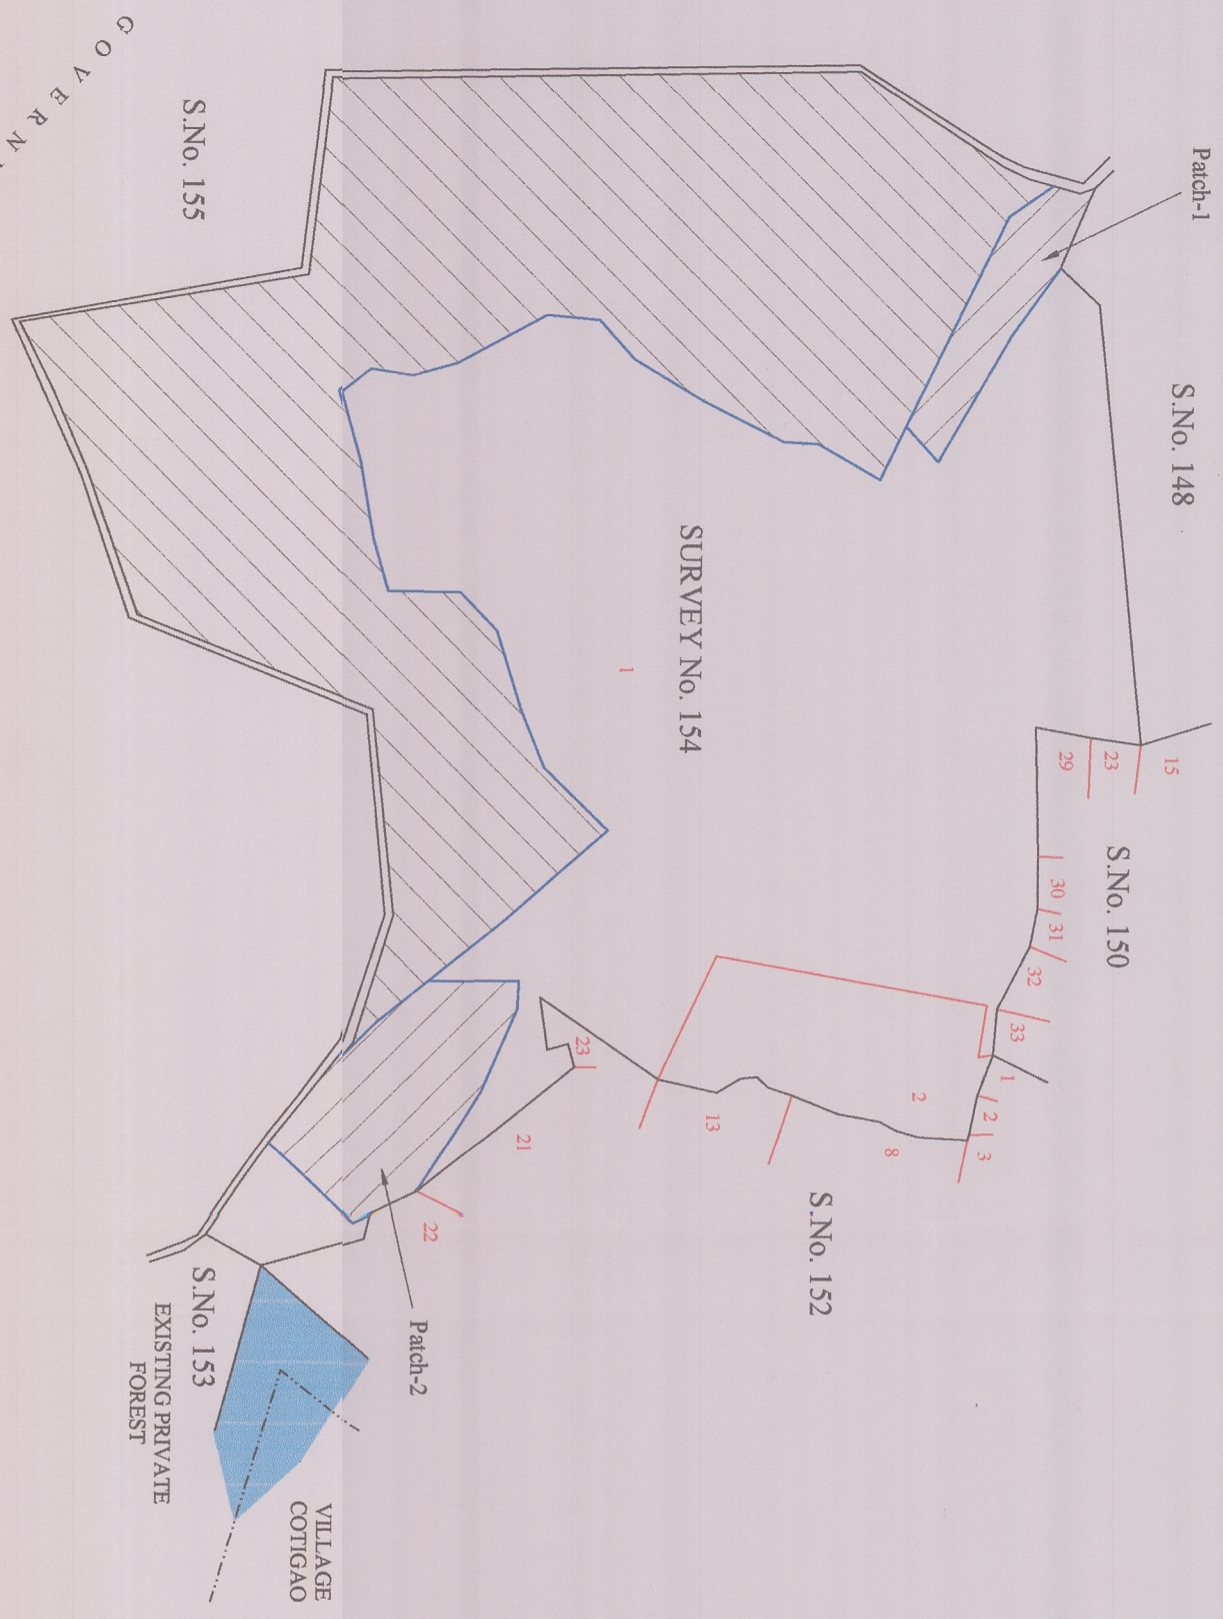 Patch-1
S.No. 148
15
23
29
S.No. 150
30
31
32
33
1
2
3
2
8
13
S.No. 152
SURVEY No. 154
1
23
21
22
Patch-2
S.No. 155
GOVERN
S.No. 153
EXISTING PRIVATE
FOREST
VILLAGE
COTIGAO